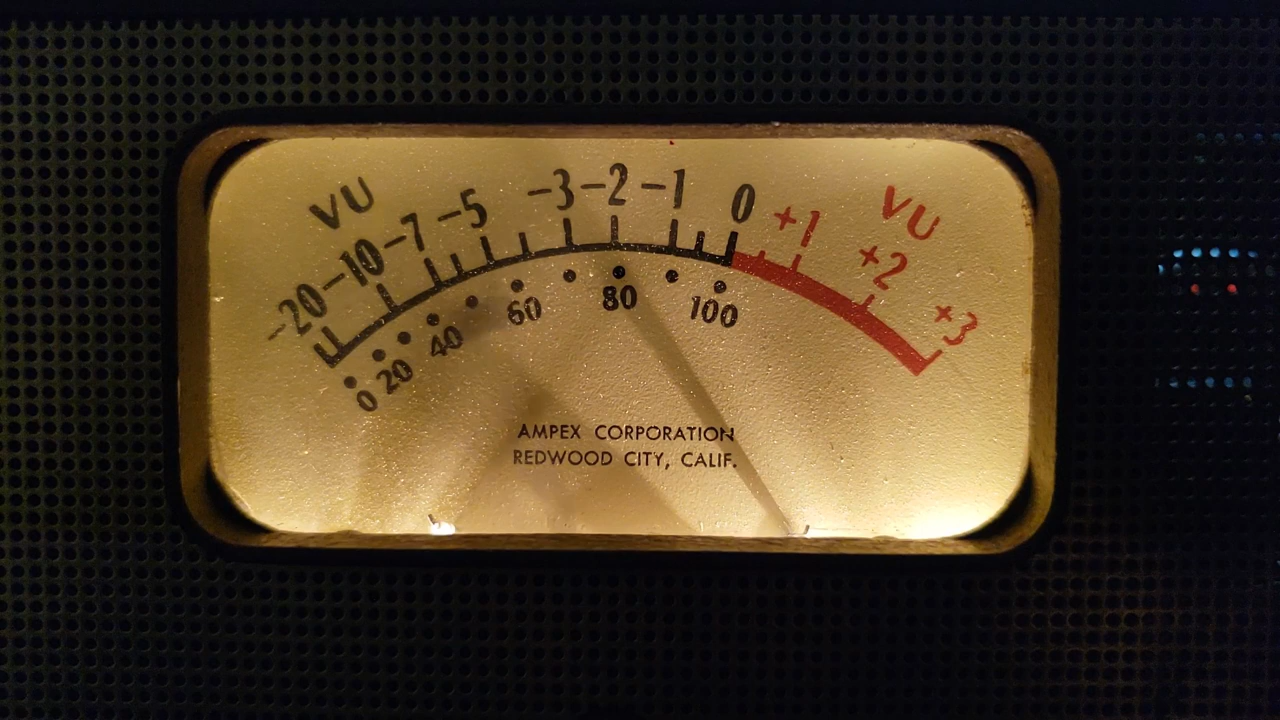 VU VU
-20 -10 -7 -5 -3 -2 -1 0 +1 +2 +3
0 20 40 60 80 100
AMPEX CORPORATION
REDWOOD CITY, CALIF.